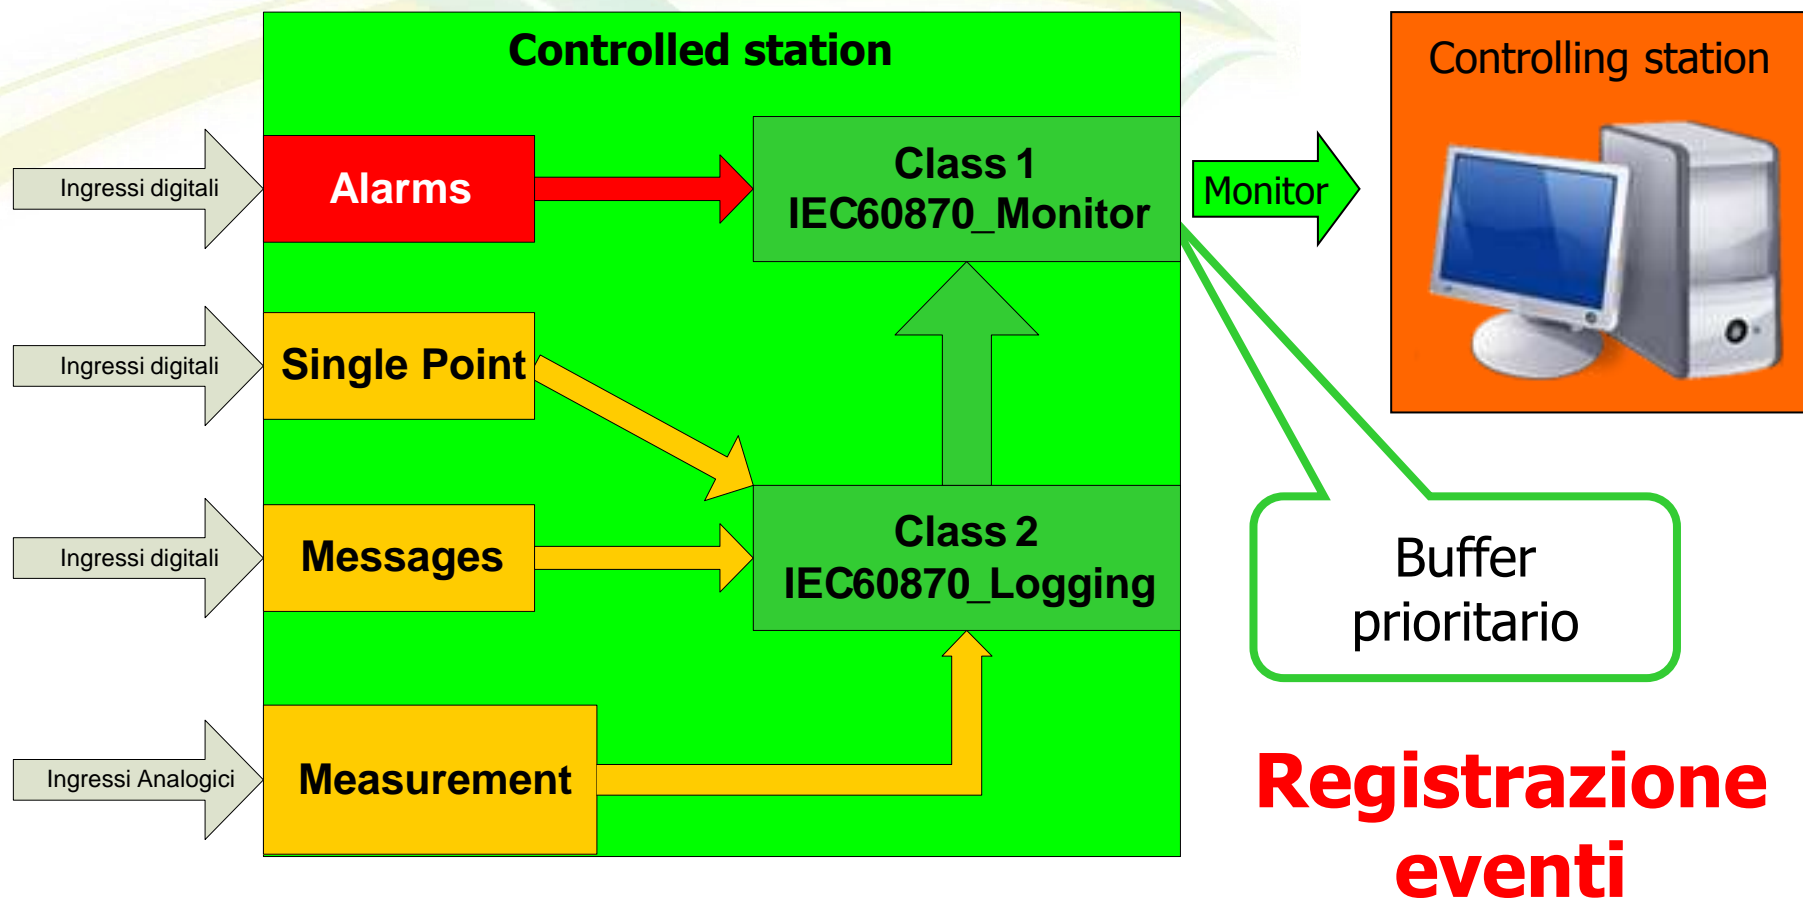 Controlled station
Controlling station
Ingressi digitali
Alarms
Class 1
IEC60870_Monitor
Monitor
Ingressi digitali
Single Point
Ingressi digitali
Messages
Class 2
IEC60870_Logging
Buffer
prioritario
Ingressi Analogici
Measurement
Registrazione
eventi